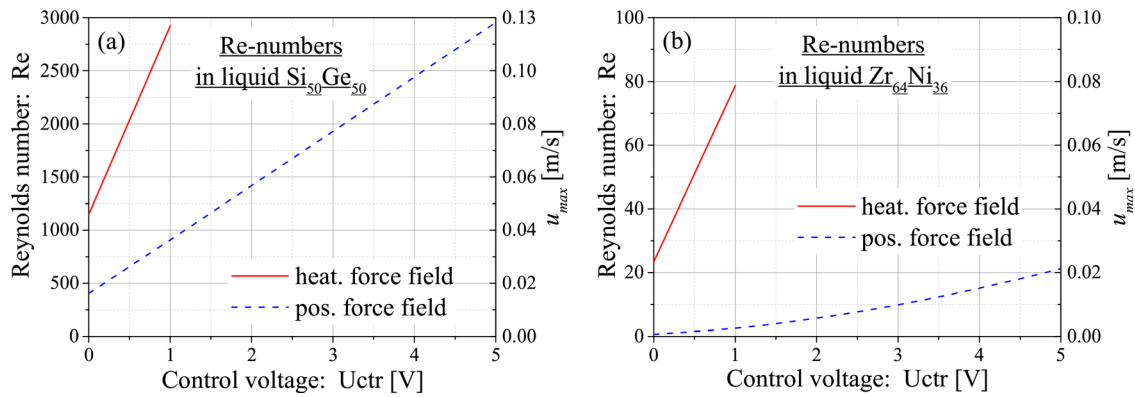 (a)
Re-numbers
in liquid Si50Ge50
heat. force field
pos. force field
Reynolds number: Re
3000
2500
2000
1500
1000
500
0
0.13
0.10
0.08
0.06
0.04
0.02
0.00
u_max [m/s]
0 1 2 3 4 5
Control voltage: Uctr [V]
(b)
Re-numbers
in liquid Zr64Ni36
heat. force field
pos. force field
Reynolds number: Re
100
80
60
40
20
0
0.10
0.08
0.06
0.04
0.02
0.00
u_max [m/s]
0 1 2 3 4 5
Control voltage: Uctr [V]